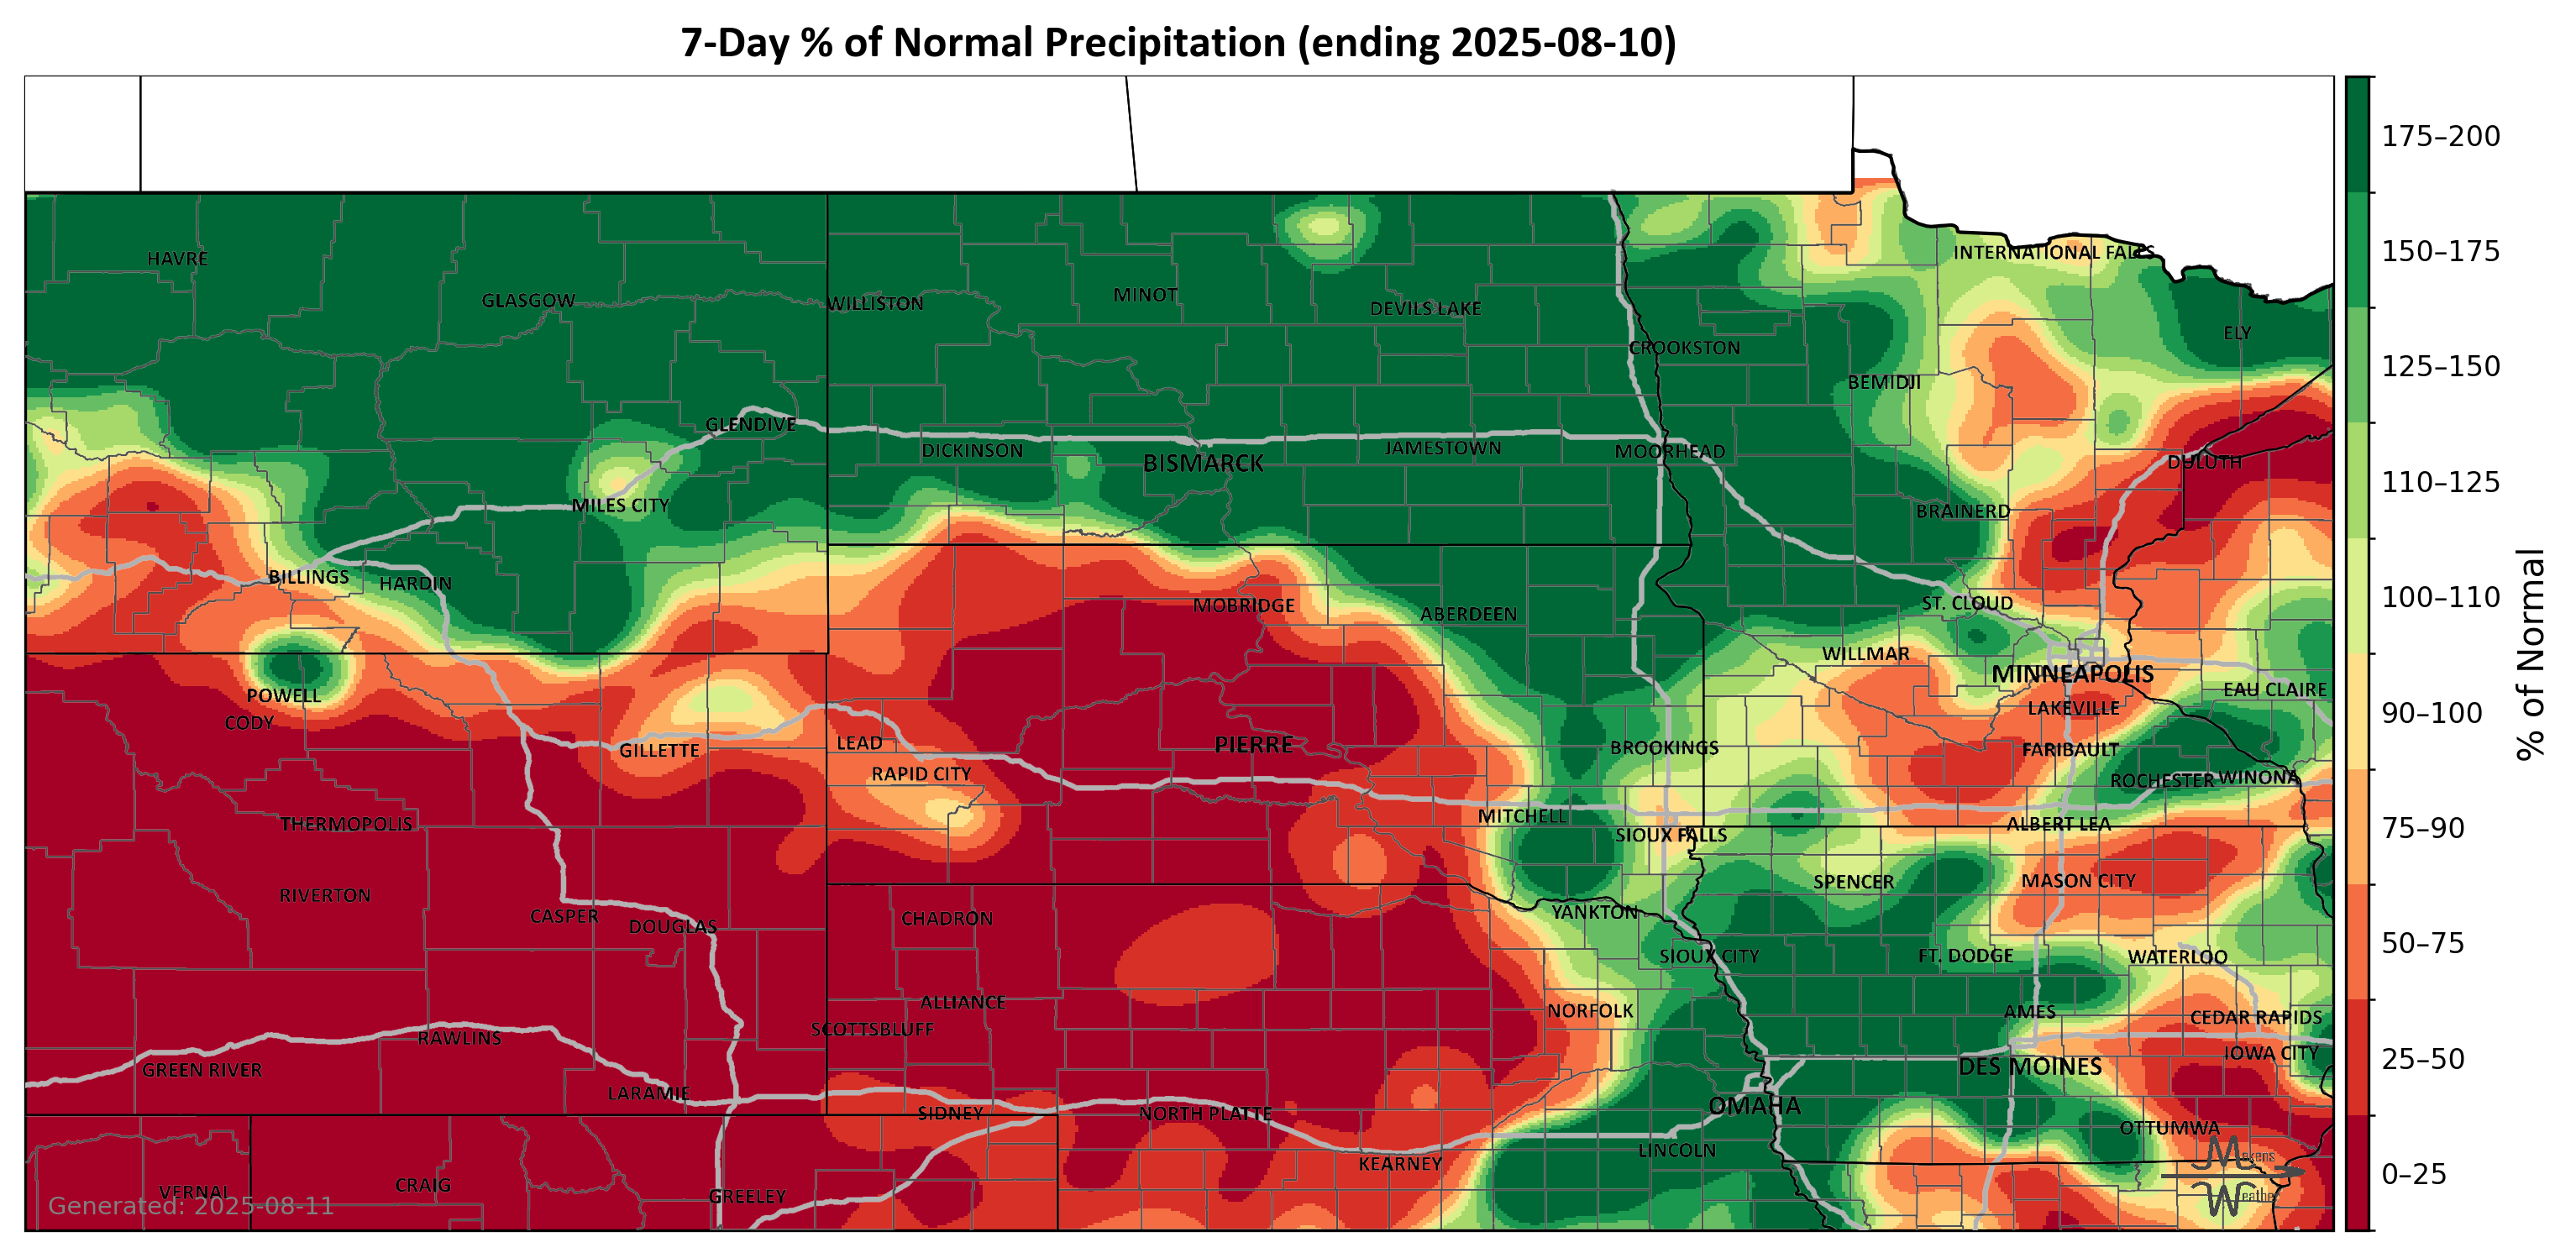 7-Day % of Normal Precipitation (ending 2025-08-10)
175–200
150–175
125–150
110–125
100–110
90–100
75–90
50–75
25–50
0–25
% of Normal
HAVRE
GLASGOW
WILLISTON
MINOT
DEVILS LAKE
INTERNATIONAL FALLS
ELY
CROOKSTON
BEMIDJI
GLENDIVE
DICKINSON
BISMARCK
JAMESTOWN
MOORHEAD
DULUTH
MILES CITY
BRAINERD
BILLINGS
HARDIN
MOBRIDGE
ABERDEEN
ST. CLOUD
WILLMAR
MINNEAPOLIS
EAU CLAIRE
POWELL
CODY
LAKEVILLE
GILLETTE
LEAD
PIERRE
BROOKINGS
FARIBAULT
RAPID CITY
ROCHESTER
WINONA
THERMOPOLIS
MITCHELL
SIOUX FALLS
ALBERT LEA
RIVERTON
SPENCER
MASON CITY
CASPER
DOUGLAS
CHADRON
YANKTON
SIOUX CITY
FT. DODGE
WATERLOO
ALLIANCE
NORFOLK
AMES
CEDAR RAPIDS
SCOTTSBLUFF
RAWLINS
IOWA CITY
GREEN RIVER
DES MOINES
LARAMIE
SIDNEY
NORTH PLATTE
OMAHA
OTTUMWA
KEARNEY
LINCOLN
VERNAL
CRAIG
GREELEY
Generated: 2025-08-11
Makens
Weather